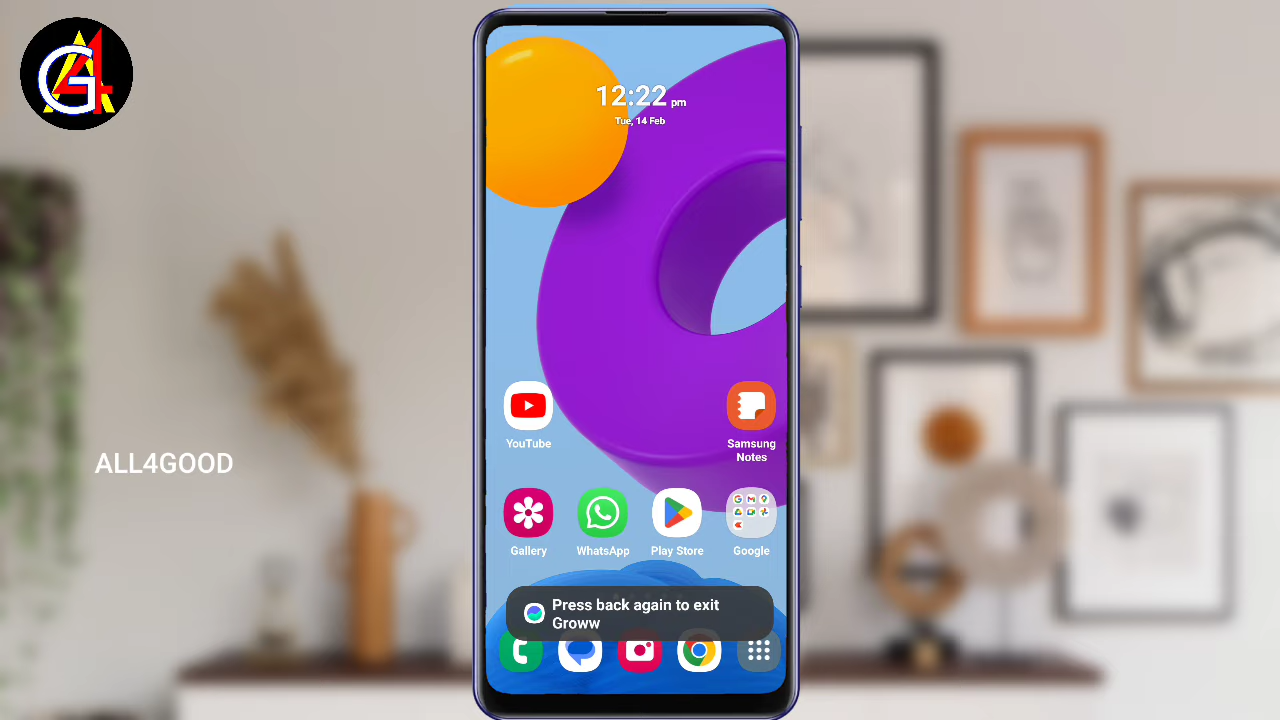 G4A
12:22 pm
Tue, 14 Feb
YouTube
Samsung
Notes
ALL4GOOD
Gallery
WhatsApp
Play Store
Google
Press back again to exit
Groww